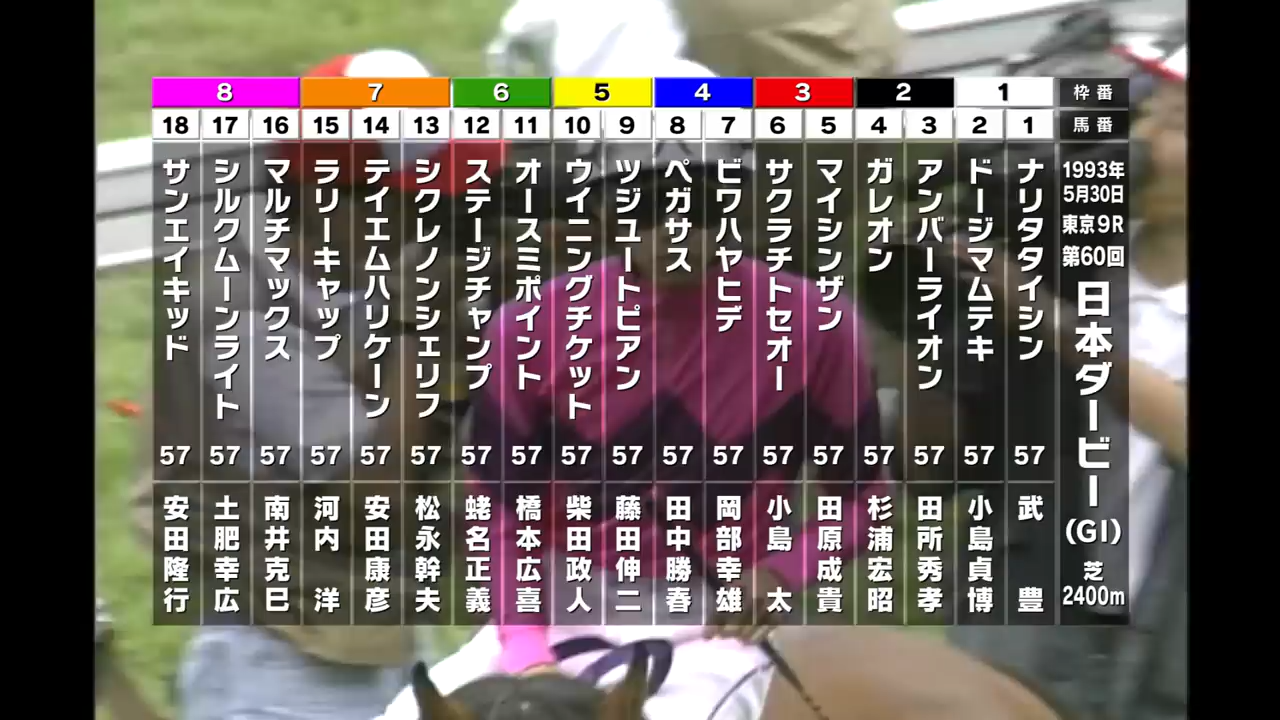 枠番
馬番
1993年
5月30日
東京9R
第60回
日本ダービー
(GI)
芝
2400m
1
1
ナリタタイシン
57
武 豊
2
ドージマムテキ
57
小島貞博
2
3
アンバーライオン
57
田所秀孝
4
ガレオン
57
杉浦宏昭
3
5
マイシンザン
57
田原成貴
6
サクラチトセオー
57
小島 太
4
7
ビワハヤヒデ
57
岡部幸雄
8
ペガサス
57
田中勝春
5
9
ツジユートピアン
57
藤田伸二
10
ウイニングチケット
57
柴田政人
6
11
オースミポイント
57
橋本広喜
12
ステージチャンプ
57
蛯名正義
7
13
シクレノンシェリフ
57
松永幹夫
14
テイエムハリケーン
57
安田康彦
15
ラリーキャップ
57
河内 洋
8
16
マルチマックス
57
南井克巳
17
シルクムーンライト
57
土肥幸広
18
サンエイキッド
57
安田隆行